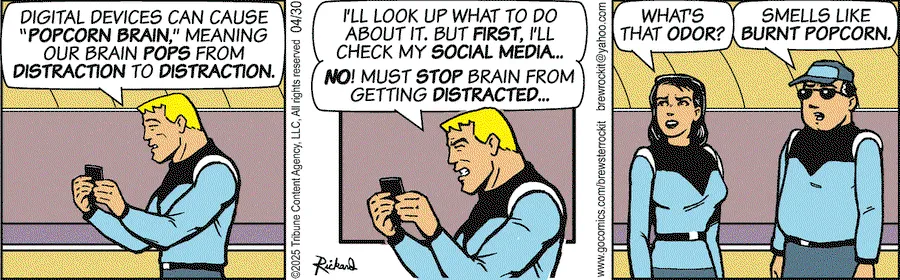 DIGITAL DEVICES CAN CAUSE
"POPCORN BRAIN," MEANING
OUR BRAIN POPS FROM
DISTRACTION TO DISTRACTION.
©2025 Tribune Content Agency, LLC, All rights reserved 04/30
I'LL LOOK UP WHAT TO DO
ABOUT IT. BUT FIRST, I'LL
CHECK MY SOCIAL MEDIA...
NO! MUST STOP BRAIN FROM
GETTING DISTRACTED...
Rickard
www.gocomics.com/brewsterrockit brewrockit@yahoo.com
WHAT'S
THAT ODOR?
SMELLS LIKE
BURNT POPCORN.